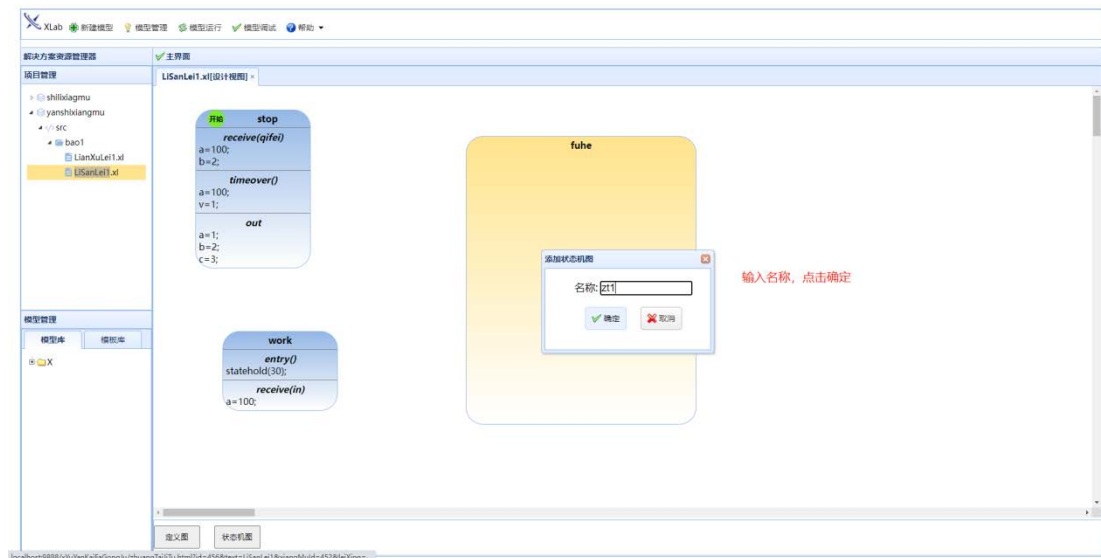 XLab 新建模型 模型管理 模型运行 模型调试 帮助
解决方案资源管理器
主界面
项目管理
LiSanLei1.xl[设计视图] ×
shilixiagmu
yanshixiangmu
src
bao1
LianXuLei1.xl
LiSanLei1.xl
开始 stop
receive(qifei)
a=100;
b=2;
timeover()
a=100;
v=1;
out
a=1;
b=2;
c=3;
work
entry()
statehold(30);
receive(in)
a=100;
fuhe
添加状态机图
名称: zt1
确定 取消
输入名称，点击确定
模型管理
模型库 模板库
X
定义图 状态机图